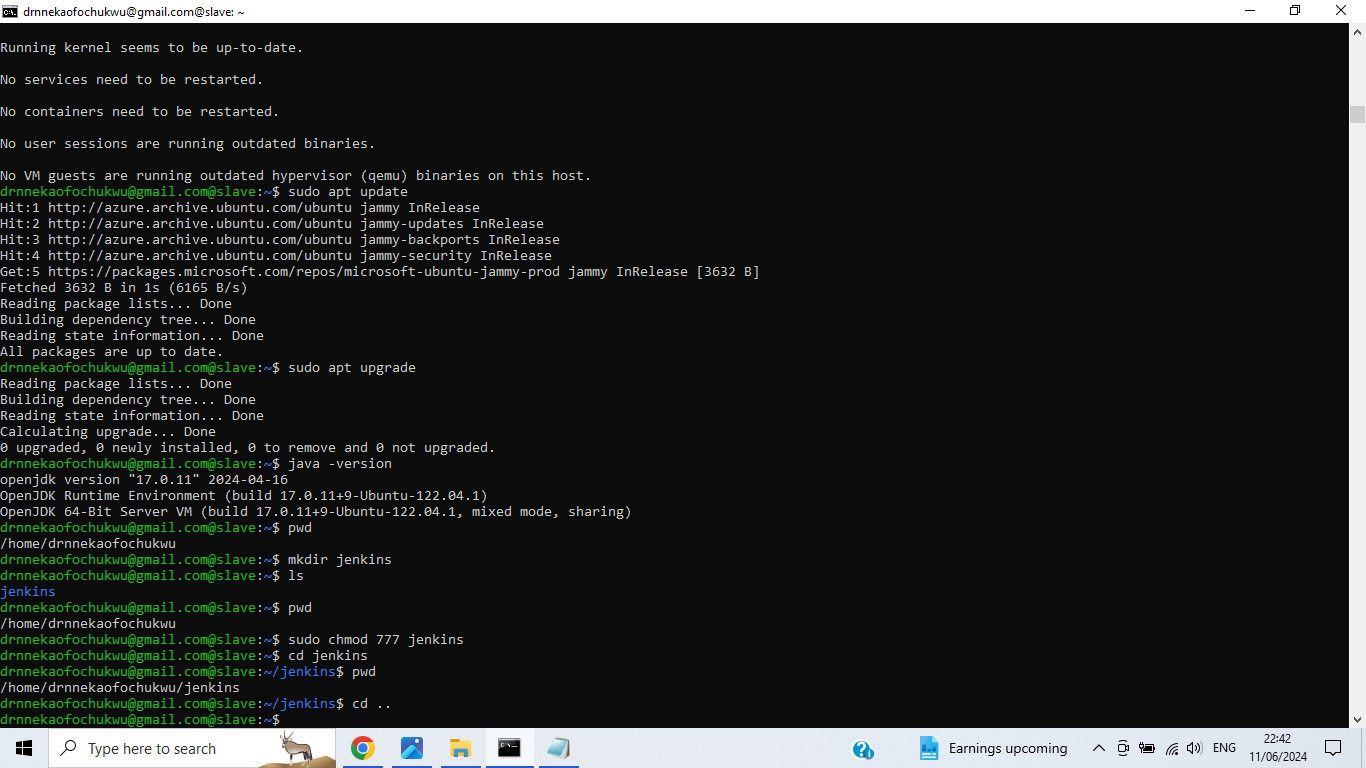 drnnekaofochukwu@gmail.com@slave: ~
Running kernel seems to be up-to-date.
No services need to be restarted.
No containers need to be restarted.
No user sessions are running outdated binaries.
No VM guests are running outdated hypervisor (qemu) binaries on this host.
drnnekaofochukwu@gmail.com@slave:~$ sudo apt update
Hit:1 http://azure.archive.ubuntu.com/ubuntu jammy InRelease
Hit:2 http://azure.archive.ubuntu.com/ubuntu jammy-updates InRelease
Hit:3 http://azure.archive.ubuntu.com/ubuntu jammy-backports InRelease
Hit:4 http://azure.archive.ubuntu.com/ubuntu jammy-security InRelease
Get:5 https://packages.microsoft.com/repos/microsoft-ubuntu-jammy-prod jammy InRelease [3632 B]
Fetched 3632 B in 1s (6165 B/s)
Reading package lists... Done
Building dependency tree... Done
Reading state information... Done
All packages are up to date.
drnnekaofochukwu@gmail.com@slave:~$ sudo apt upgrade
Reading package lists... Done
Building dependency tree... Done
Reading state information... Done
Calculating upgrade... Done
0 upgraded, 0 newly installed, 0 to remove and 0 not upgraded.
drnnekaofochukwu@gmail.com@slave:~$ java -version
openjdk version "17.0.11" 2024-04-16
OpenJDK Runtime Environment (build 17.0.11+9-Ubuntu-122.04.1)
OpenJDK 64-Bit Server VM (build 17.0.11+9-Ubuntu-122.04.1, mixed mode, sharing)
drnnekaofochukwu@gmail.com@slave:~$ pwd
/home/drnnekaofochukwu
drnnekaofochukwu@gmail.com@slave:~$ mkdir jenkins
drnnekaofochukwu@gmail.com@slave:~$ ls
jenkins
drnnekaofochukwu@gmail.com@slave:~$ pwd
/home/drnnekaofochukwu
drnnekaofochukwu@gmail.com@slave:~$ sudo chmod 777 jenkins
drnnekaofochukwu@gmail.com@slave:~$ cd jenkins
drnnekaofochukwu@gmail.com@slave:~/jenkins$ pwd
/home/drnnekaofochukwu/jenkins
drnnekaofochukwu@gmail.com@slave:~/jenkins$ cd ..
drnnekaofochukwu@gmail.com@slave:~$
Type here to search
Earnings upcoming
ENG
22:42
11/06/2024